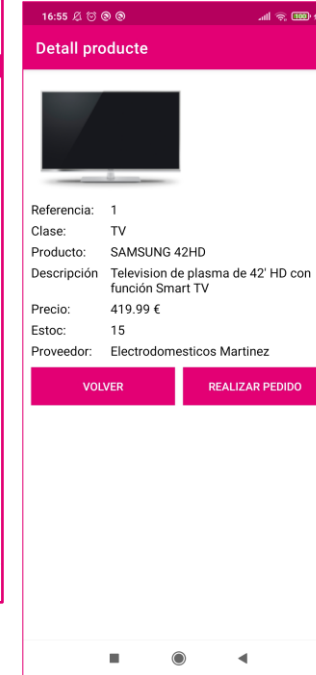 16:55
100
Detall producte
Referencia: 1
Clase: TV
Producto: SAMSUNG 42HD
Descripción Television de plasma de 42' HD con
función Smart TV
Precio: 419.99 €
Estoc: 15
Proveedor: Electrodomesticos Martinez
VOLVER REALIZAR PEDIDO